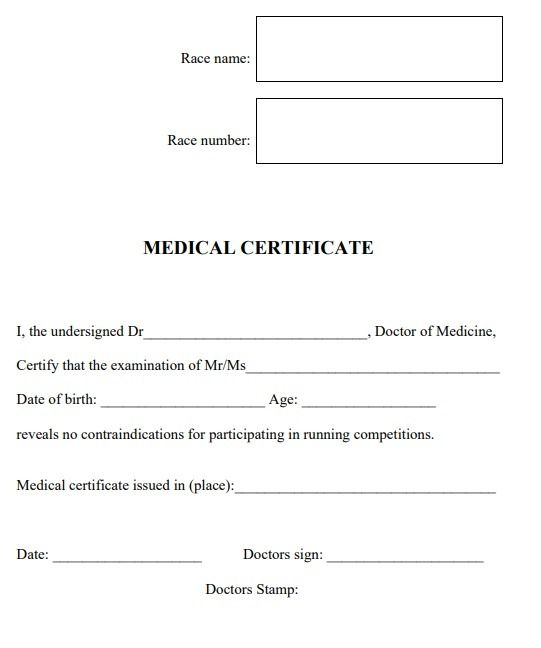 Race name:
Race number:
MEDICAL CERTIFICATE
I, the undersigned Dr______________________________, Doctor of Medicine,
Certify that the examination of Mr/Ms__________________________________
Date of birth: ______________________ Age: __________________
reveals no contraindications for participating in running competitions.
Medical certificate issued in (place):___________________________________
Date: ____________________ Doctors sign: _____________________
Doctors Stamp: